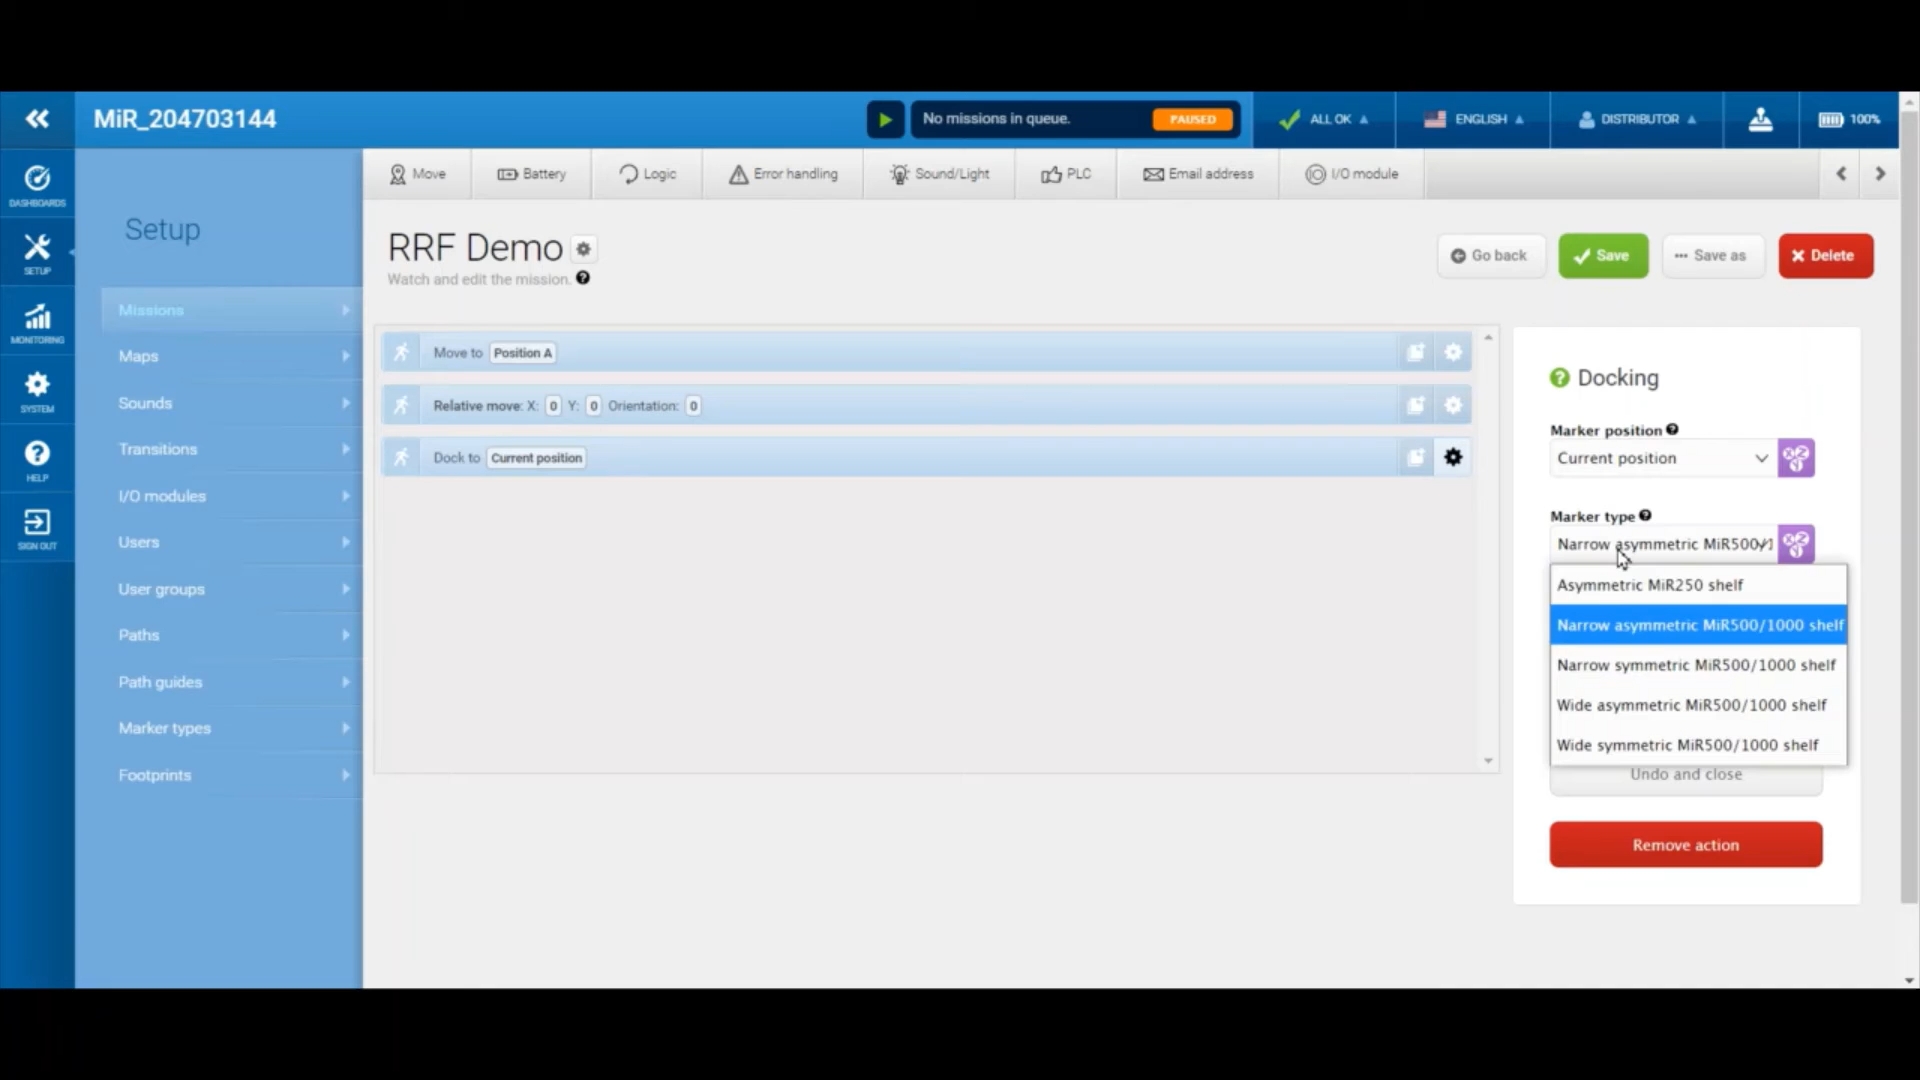 MiR_204703144
No missions in queue.
PAUSED
ALL OK
ENGLISH
DISTRIBUTOR
100%
DASHBOARDS
SETUP
MONITORING
SYSTEM
HELP
SIGN OUT
Setup
Missions
Maps
Sounds
Transitions
I/O modules
Users
User groups
Paths
Path guides
Marker types
Footprints
Move
Battery
Logic
Error handling
Sound/Light
PLC
Email address
I/O module
RRF Demo
Watch and edit the mission.
Go back
Save
Save as
Delete
Move to Position A
Relative move: X: 0 Y: 0 Orientation: 0
Dock to Current position
Docking
Marker position
Current position
Marker type
Narrow asymmetric MiR500/1
Asymmetric MiR250 shelf
Narrow asymmetric MiR500/1000 shelf
Narrow symmetric MiR500/1000 shelf
Wide asymmetric MiR500/1000 shelf
Wide symmetric MiR500/1000 shelf
Undo and close
Remove action